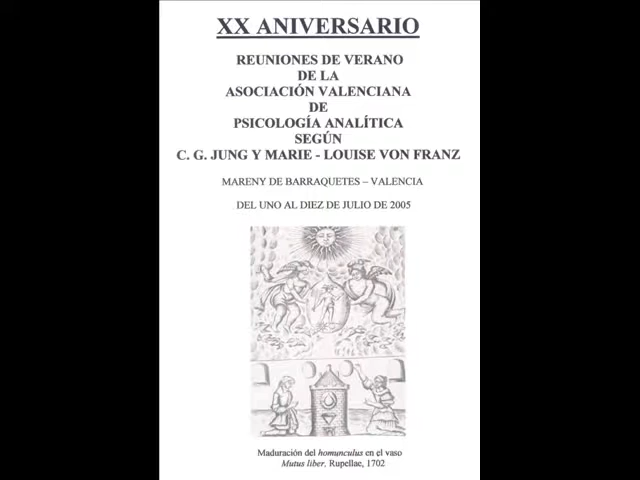 XX ANIVERSARIO
REUNIONES DE VERANO
DE LA
ASOCIACIÓN VALENCIANA
DE
PSICOLOGÍA ANALÍTICA
SEGÚN
C. G. JUNG Y MARIE - LOUISE VON FRANZ
MARENY DE BARRAQUETES – VALENCIA
DEL UNO AL DIEZ DE JULIO DE 2005
Maduración del homunculus en el vaso
Mutus liber, Rupellae, 1702